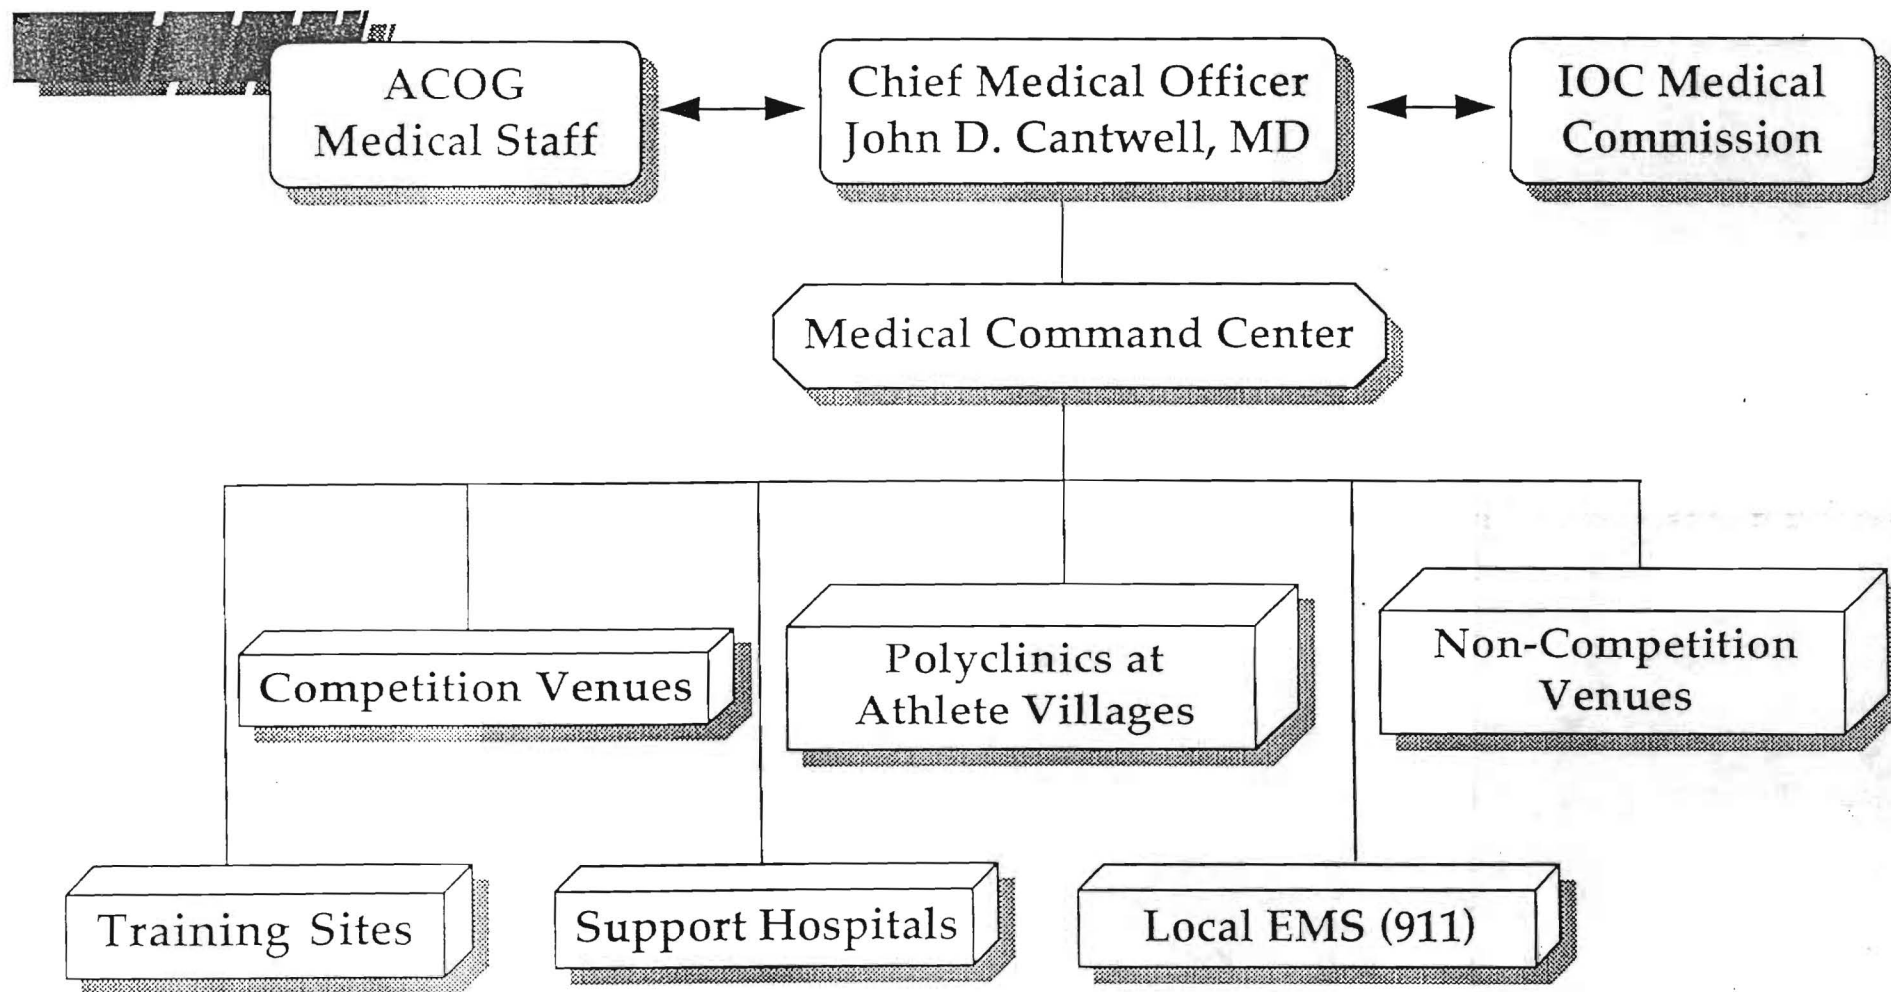 ACOG
Medical Staff
Chief Medical Officer
John D. Cantwell, MD
IOC Medical
Commission
Medical Command Center
Competition Venues
Polyclinics at
Athlete Villages
Non-Competition
Venues
Training Sites
Support Hospitals
Local EMS (911)